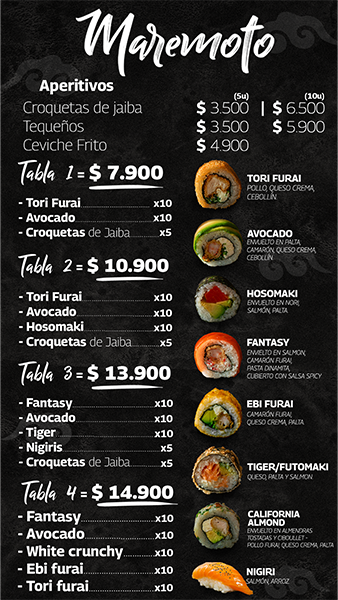 Maremoto
Aperitivos
(5u) (10u)
Croquetas de jaiba $ 3.500 | $ 6.500
Tequeños $ 3.500 $ 5.900
Ceviche Frito $ 4.900
Tabla 1 = $ 7.900
- Tori Furai x10
- Avocado x10
- Croquetas de Jaiba x5
Tabla 2 = $ 10.900
- Tori Furai x10
- Avocado x10
- Hosomaki x10
- Croquetas de Jaiba x5
Tabla 3 = $ 13.900
- Fantasy x10
- Avocado x10
- Tiger x10
- Nigiris x5
- Croquetas de Jaiba x5
Tabla 4 = $ 14.900
- Fantasy x10
- Avocado x10
- White crunchy x10
- Ebi furai x10
- Tori furai x10
TORI FURAI
POLLO, QUESO CREMA,
CEBOLLIN.
AVOCADO
ENVUELTO EN PALTA,
CAMARÓN, QUESO CREMA,
CEBOLLIN
HOSOMAKI
ENVUELTO EN NORI,
SALMÓN, PALTA.
FANTASY
ENVUELTO EN SALMON,
CAMARÓN FURAI,
PASTA DINAMITA,
CUBIERTO CON SALSA SPICY
EBI FURAI
CAMARÓN FURAI,
QUESO CREMA, PALTA
TIGER/FUTOMAKI
QUESO, PALTA Y SALMON
CALIFORNIA
ALMOND
ENVUELTO EN ALMENDRAS
TOSTADAS Y CIBOULET -
POLLO FURAI, QUESO CREMA, PALTA
NIGIRI
SALMÓN, ARROZ